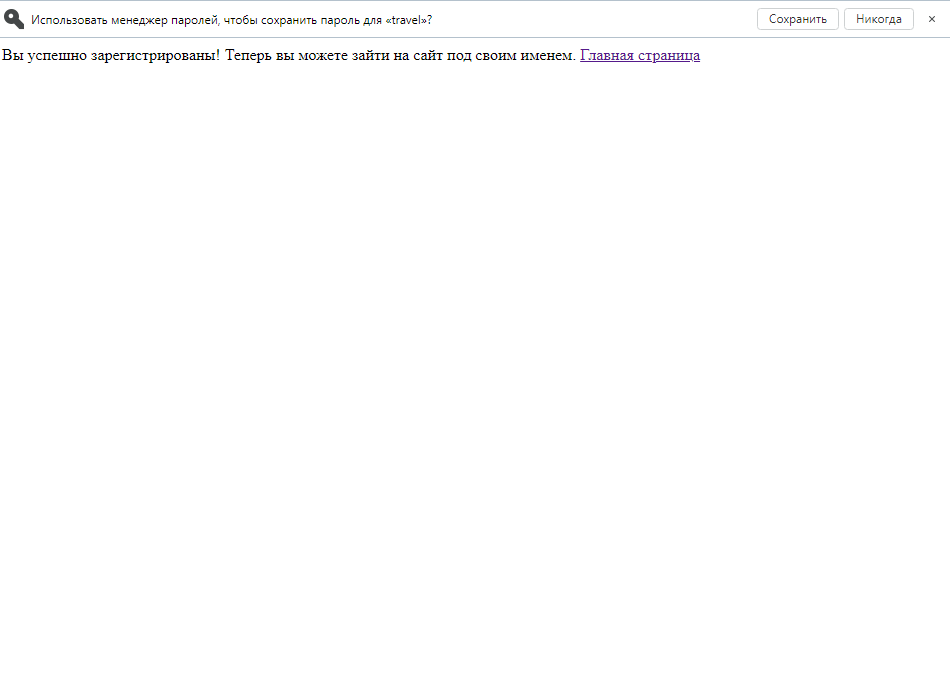 Использовать менеджер паролей, чтобы сохранить пароль для «travel»? Сохранить Никогда ×
Вы успешно зарегистрированы! Теперь вы можете зайти на сайт под своим именем. Главная страница